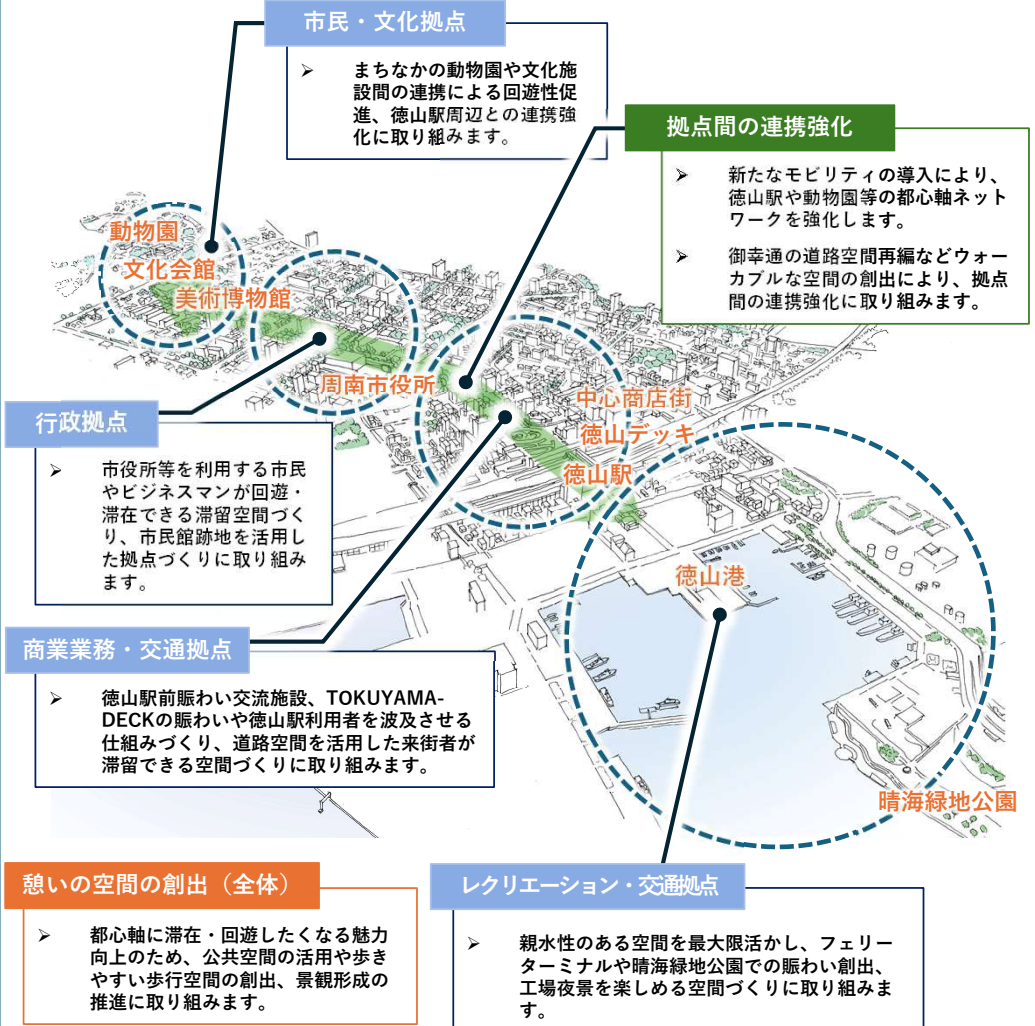 市民・文化拠点
➢ まちなかの動物園や文化施
設間の連携による回遊性促
進、徳山駅周辺との連携強
化に取り組みます。
拠点間の連携強化
➢ 新たなモビリティの導入により、
徳山駅や動物園等の都心軸ネット
ワークを強化します。
➢ 御幸通の道路空間再編などウォー
カブルな空間の創出により、拠点
間の連携強化に取り組みます。
動物園
文化会館
美術博物館
周南市役所
中心商店街
徳山デッキ
徳山駅
徳山港
晴海緑地公園
行政拠点
➢ 市役所等を利用する市民
やビジネスマンが回遊・
滞在できる滞留空間づく
り、市民館跡地を活用し
た拠点づくりに取り組み
ます。
商業業務・交通拠点
➢ 徳山駅前賑わい交流施設、TOKUYAMA-
DECKの賑わいや徳山駅利用者を波及させる
仕組みづくり、道路空間を活用した来街者が
滞留できる空間づくりに取り組みます。
憩いの空間の創出（全体）
➢ 都心軸に滞在・回遊したくなる魅力
向上のため、公共空間の活用や歩き
やすい歩行空間の創出、景観形成の
推進に取り組みます。
レクリエーション・交通拠点
➢ 親水性のある空間を最大限活かし、フェリー
ターミナルや晴海緑地公園での賑わい創出、
工場夜景を楽しめる空間づくりに取り組みま
す。